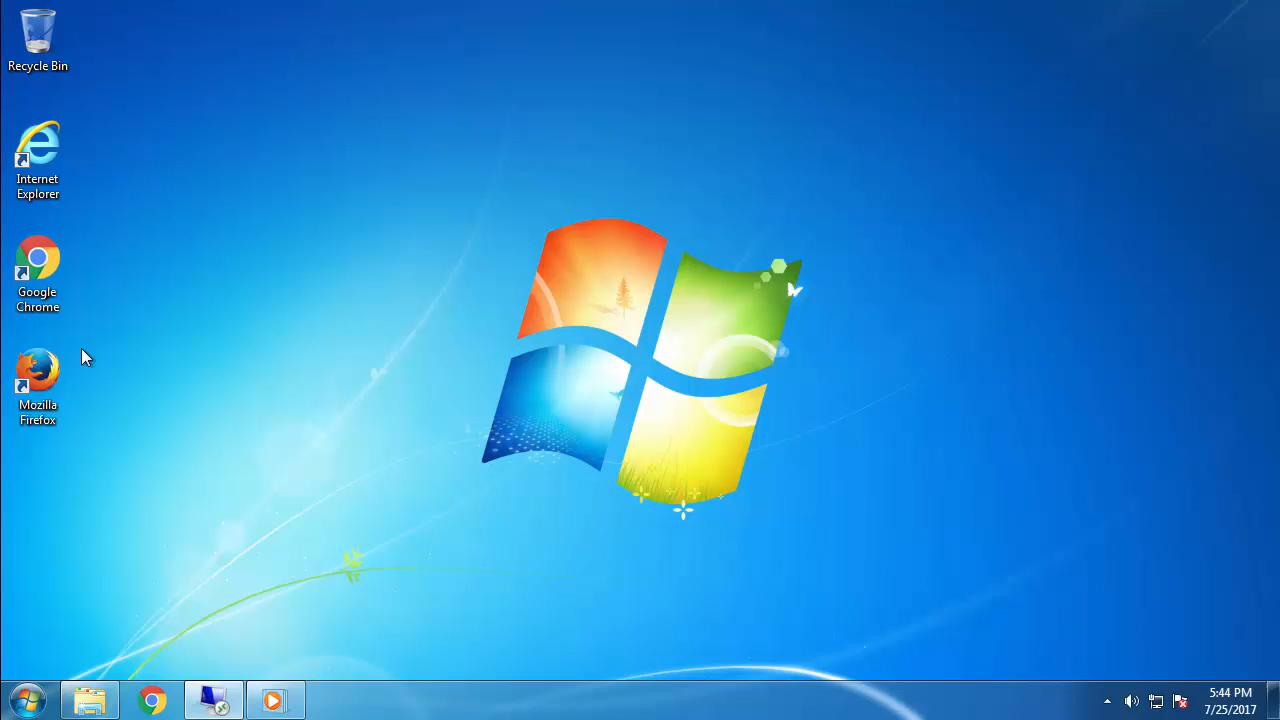 Recycle Bin
Internet
Explorer
Google
Chrome
Mozilla
Firefox
5:44 PM
7/25/2017